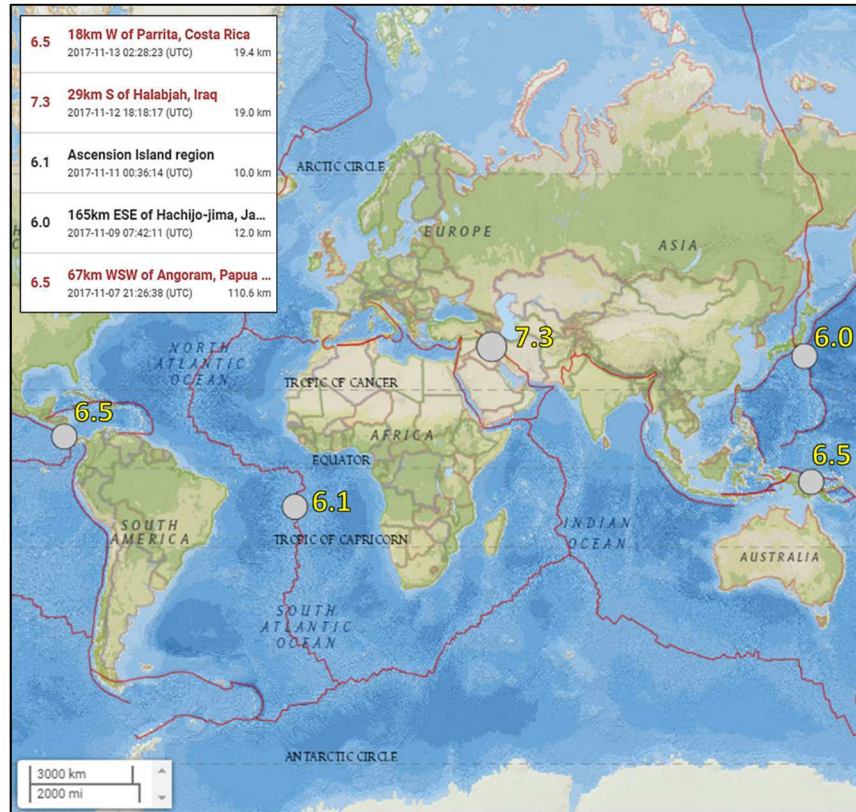 6.5 18km W of Parrita, Costa Rica
2017-11-13 02:28:23 (UTC) 19.4 km
7.3 29km S of Halabjah, Iraq
2017-11-12 18:18:17 (UTC) 19.0 km
6.1 Ascension Island region
2017-11-11 00:36:14 (UTC) 10.0 km
6.0 165km ESE of Hachijo-jima, Ja...
2017-11-09 07:42:11 (UTC) 12.0 km
6.5 67km WSW of Angoram, Papua ...
2017-11-07 21:26:38 (UTC) 110.6 km
ARCTIC CIRCLE
EUROPE
ASIA
7.3
6.0
NORTH
ATLANTIC
OCEAN
TROPIC OF CANCER
6.5
AFRICA
EQUATOR
6.5
6.1
SOUTH
AMERICA
TROPIC OF CAPRICORN
INDIAN
OCEAN
AUSTRALIA
SOUTH
ATLANTIC
OCEAN
ANTARCTIC CIRCLE
3000 km
2000 mi